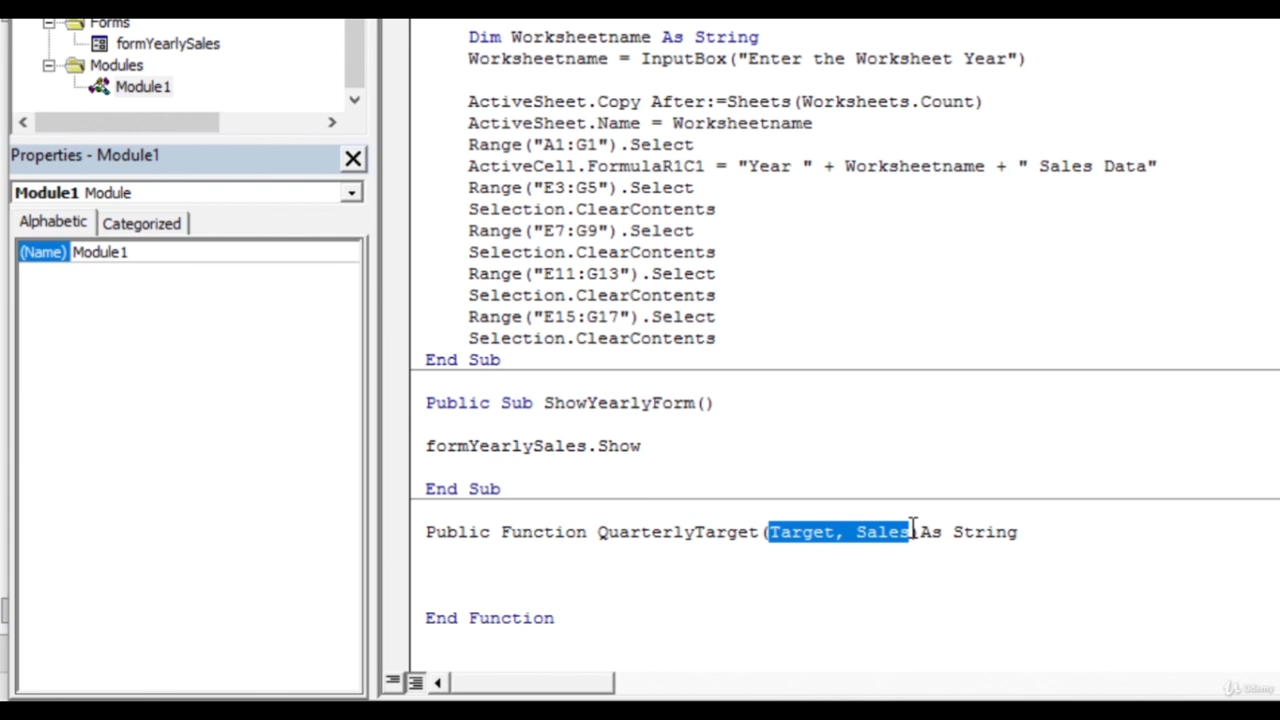 Forms
formYearlySales
Modules
Module1
Properties - Module1
Module1 Module
Alphabetic Categorized
(Name) Module1
Dim Worksheetname As String
Worksheetname = InputBox("Enter the Worksheet Year")
ActiveSheet.Copy After:=Sheets(Worksheets.Count)
ActiveSheet.Name = Worksheetname
Range("A1:G1").Select
ActiveCell.FormulaR1C1 = "Year " + Worksheetname + " Sales Data"
Range("E3:G5").Select
Selection.ClearContents
Range("E7:G9").Select
Selection.ClearContents
Range("E11:G13").Select
Selection.ClearContents
Range("E15:G17").Select
Selection.ClearContents
End Sub
Public Sub ShowYearlyForm()
formYearlySales.Show
End Sub
Public Function QuarterlyTarget(Target, Sales)As String
End Function
Udemy